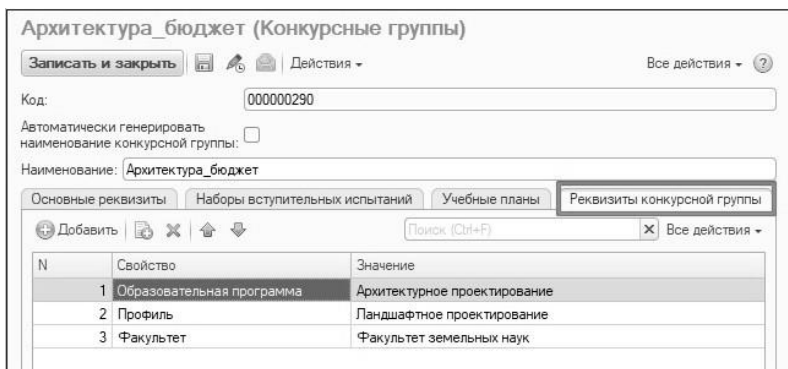 Архитектура_бюджет (Конкурсные группы)
Записать и закрыть Действия Все действия ?
Код: 000000290
Автоматически генерировать
наименование конкурсной группы:
Наименование: Архитектура_бюджет
Основные реквизиты Наборы вступительных испытаний Учебные планы Реквизиты конкурсной группы
Добавить Поиск (Ctrl+F) Все действия
N Свойство Значение
1 Образовательная программа Архитектурное проектирование
2 Профиль Ландшафтное проектирование
3 Факультет Факультет земельных наук